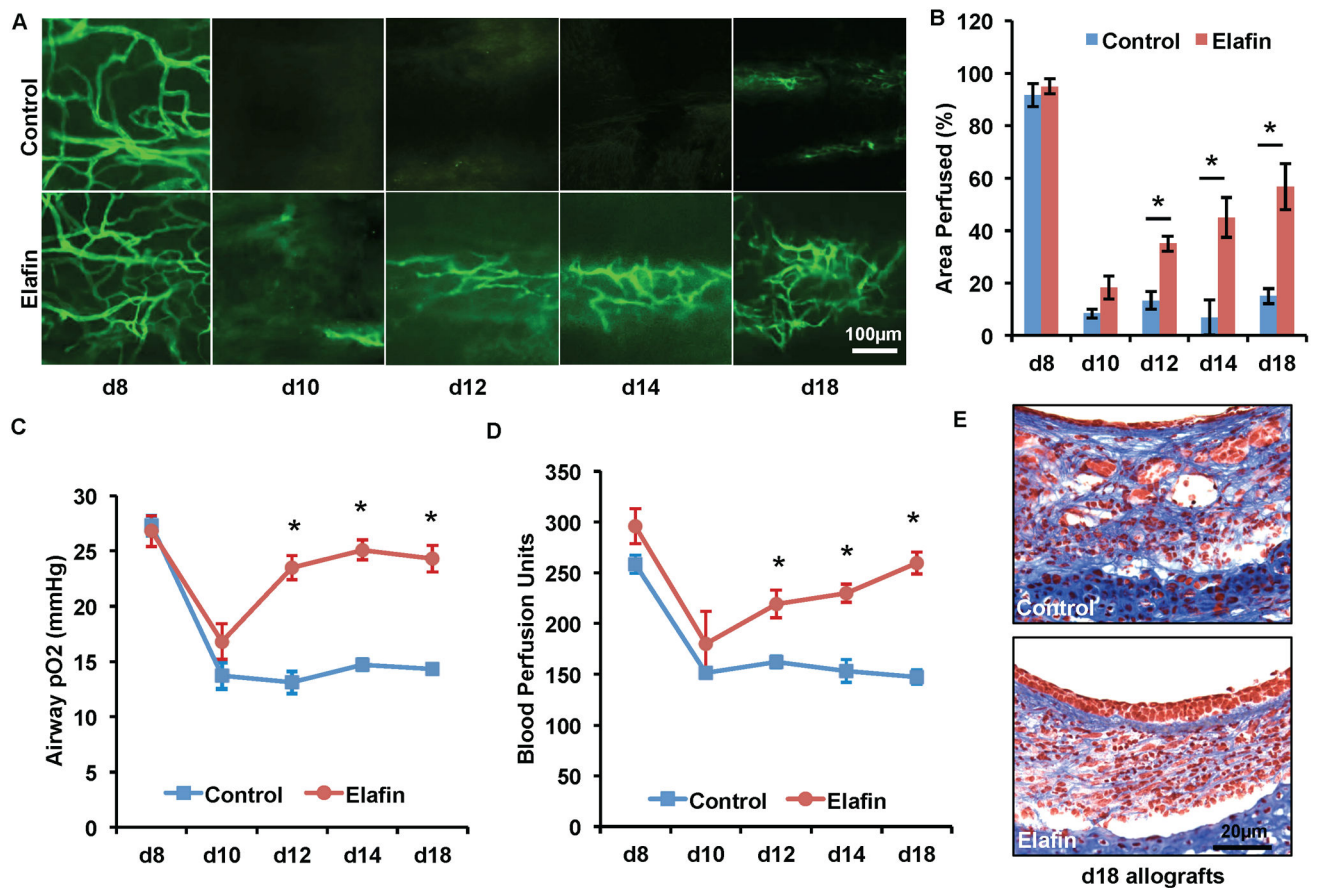 A
Control
Elafin
100µm
d8 d10 d12 d14 d18
B
120
100
80
60
40
20
0
Area Perfused (%)
Control Elafin
* * *
d8 d10 d12 d14 d18
C
30
25
20
15
10
5
0
Airway pO2 (mmHg)
* * *
Control Elafin
d8 d10 d12 d14 d18
D
350
300
250
200
150
100
50
0
Blood Perfusion Units
* * *
Control Elafin
d8 d10 d12 d14 d18
E
Control
Elafin
20µm
d18 allografts